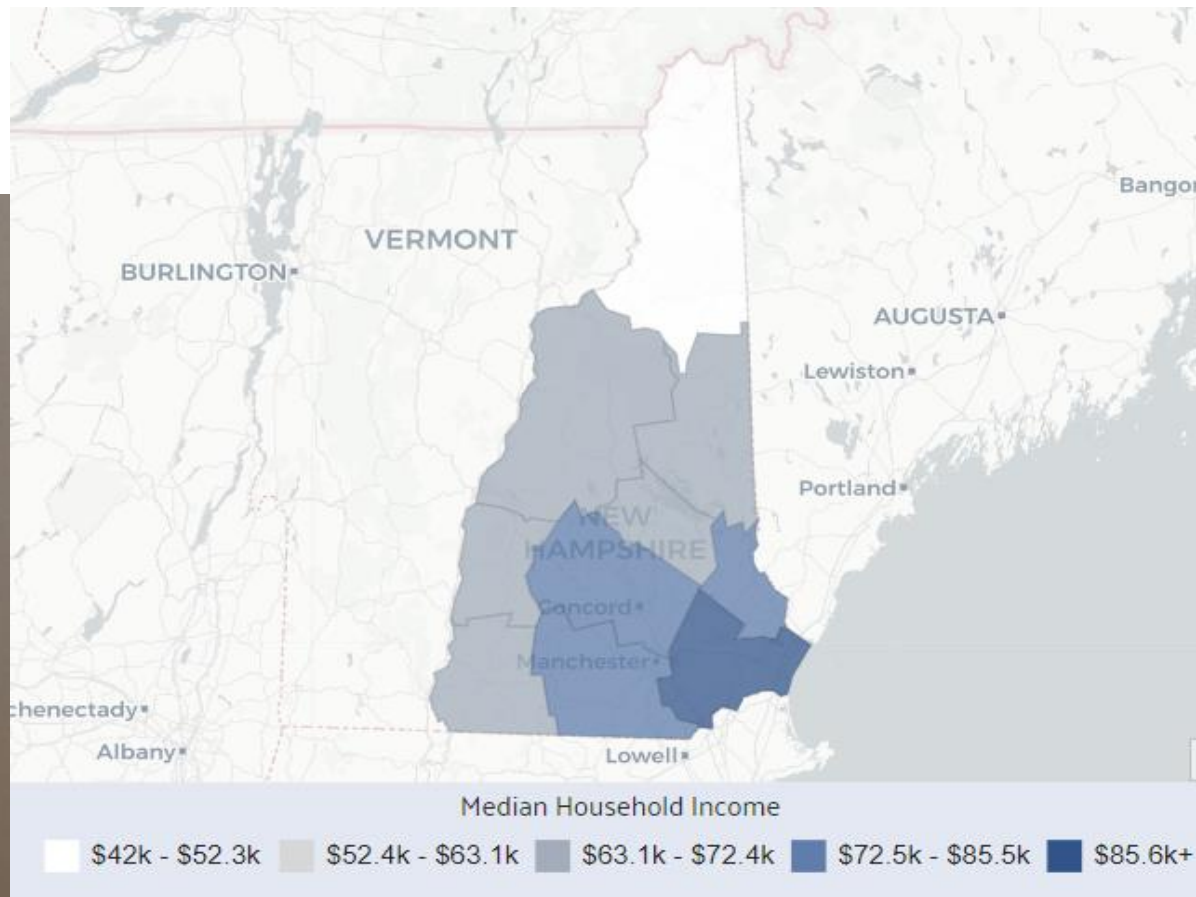 VERMONT
BURLINGTON
Bangor
AUGUSTA
Lewiston
Portland
NEW
HAMPSHIRE
Concord
Manchester
chenectady
Albany
Lowell
Median Household Income
$42k - $52.3k $52.4k - $63.1k $63.1k - $72.4k $72.5k - $85.5k $85.6k+